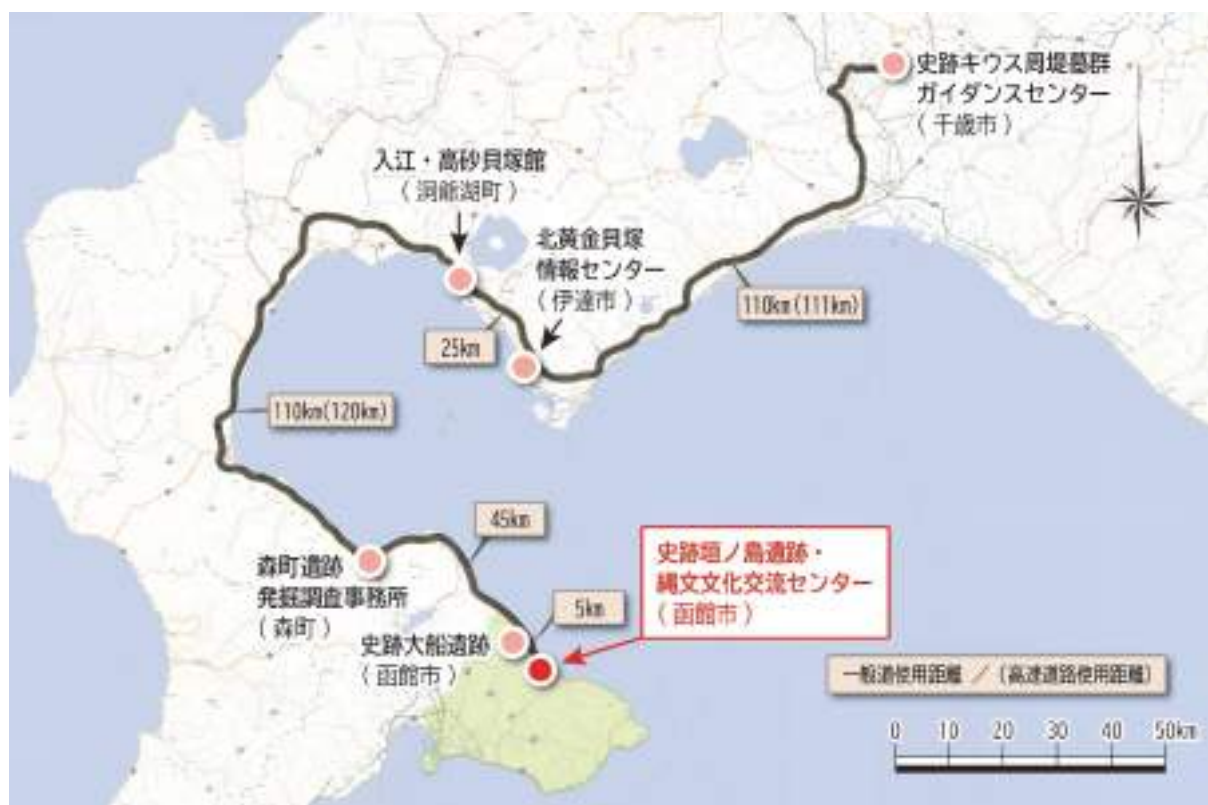 史跡キウス周堤墓群
ガイダンスセンター
（千歳市）
入江・高砂貝塚館
（洞爺湖町）
北黄金貝塚
情報センター
（伊達市）
110km(111km)
25km
110km(120km)
45km
史跡垣ノ島遺跡・
縄文文化交流センター
（函館市）
森町遺跡
発掘調査事務所
（森町）
5km
史跡大船遺跡
（函館市）
一般道使用距離 ／（高速道路使用距離）
0 10 20 30 40 50km